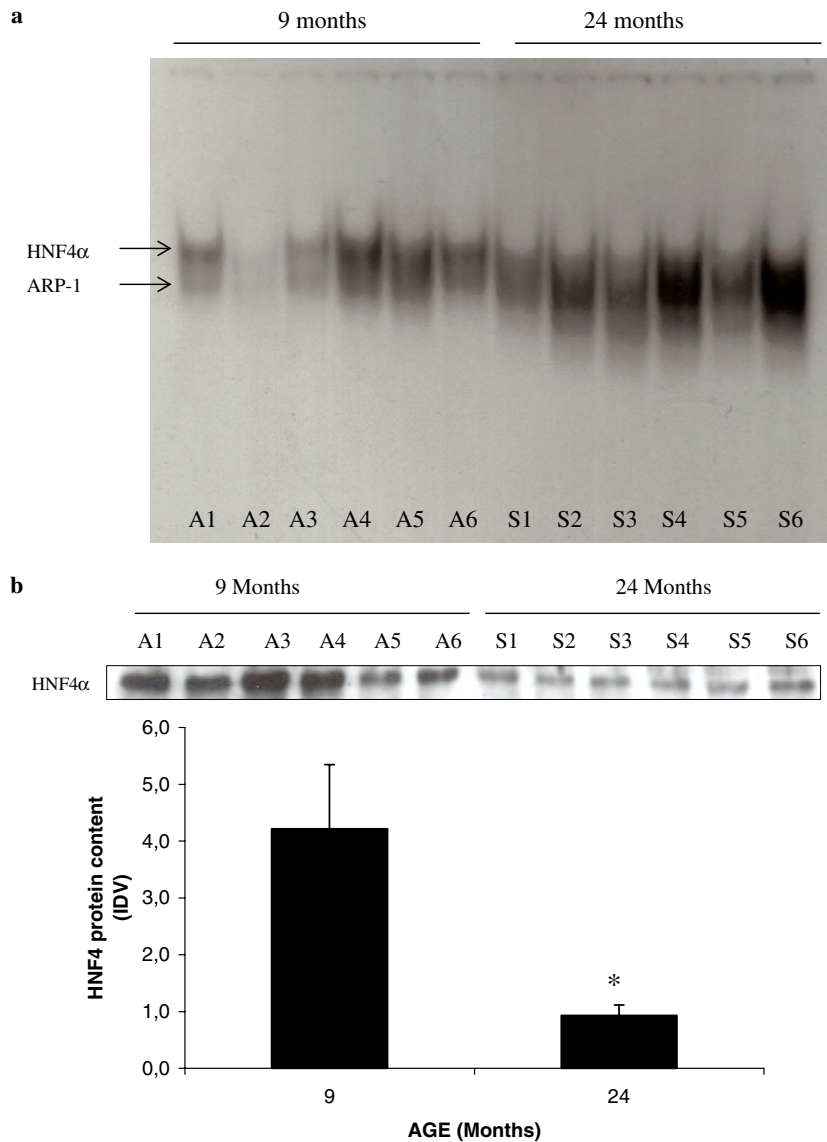 a
9 months 24 months
HNF4α
ARP-1
A1 A2 A3 A4 A5 A6 S1 S2 S3 S4 S5 S6
b
9 Months 24 Months
A1 A2 A3 A4 A5 A6 S1 S2 S3 S4 S5 S6
HNF4α
6,0
5,0
4,0
3,0
2,0
1,0
0,0
HNF4 protein content
(IDV)
*
9 24
AGE (Months)